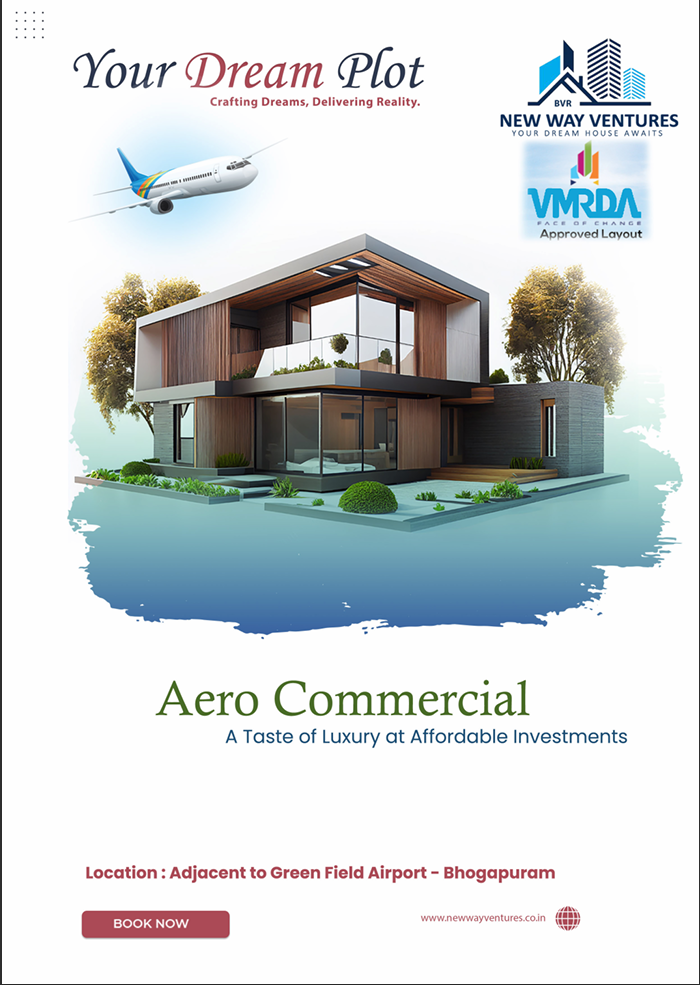 Your Dream Plot
Crafting Dreams, Delivering Reality.
BVR
NEW WAY VENTURES
YOUR DREAM HOUSE AWAITS
VMRDA
FACE OF CHANGE
Approved Layout
Aero Commercial
A Taste of Luxury at Affordable Investments
Location : Adjacent to Green Field Airport - Bhogapuram
BOOK NOW
www.newwayventures.co.in